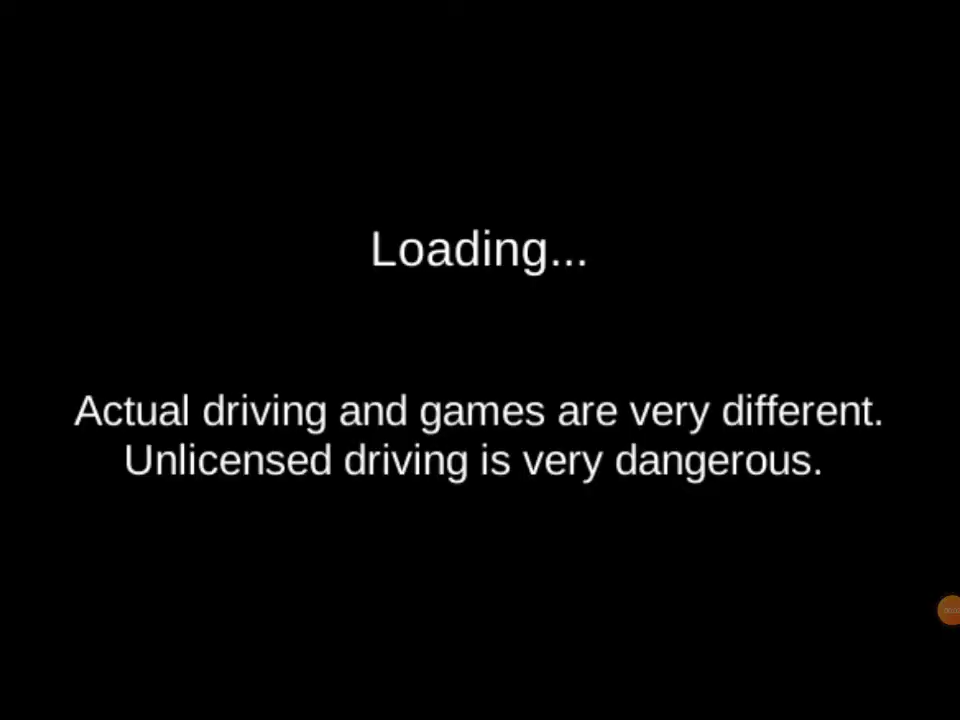 Loading...
Actual driving and games are very different.
Unlicensed driving is very dangerous.